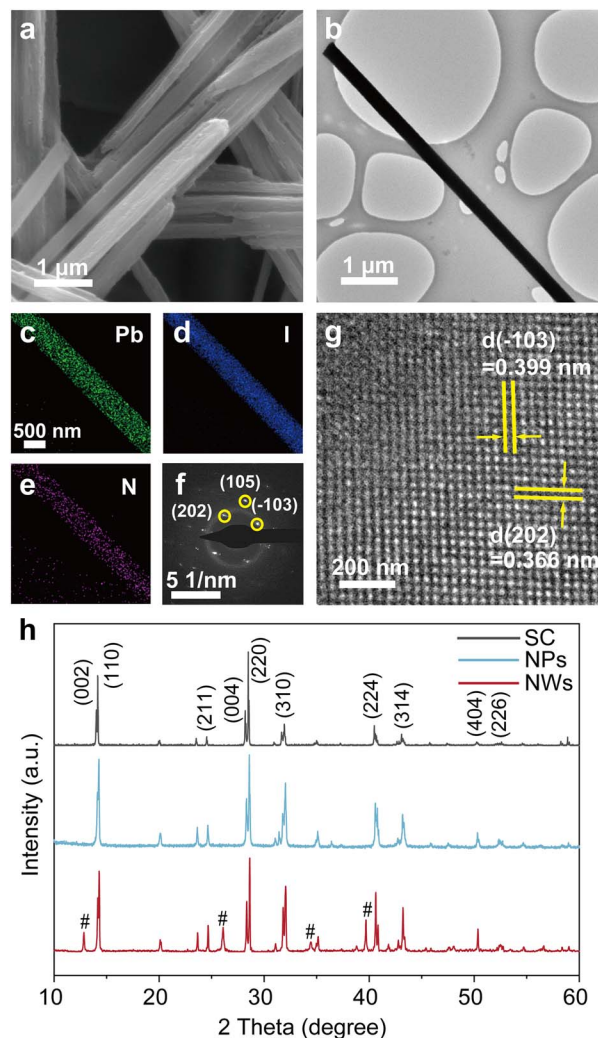 a
1 µm
b
1 µm
c
Pb
500 nm
d
I
e
N
f
(105)
(202)
(-103)
5 1/nm
g
d(-103)
=0.399 nm
d(202)
=0.366 nm
200 nm
h
SC
NPs
NWs
(002)
(110)
(211)
(004)
(220)
(310)
(224)
(314)
(404)
(226)
#
#
#
#
Intensity (a.u.)
10 20 30 40 50 60
2 Theta (degree)